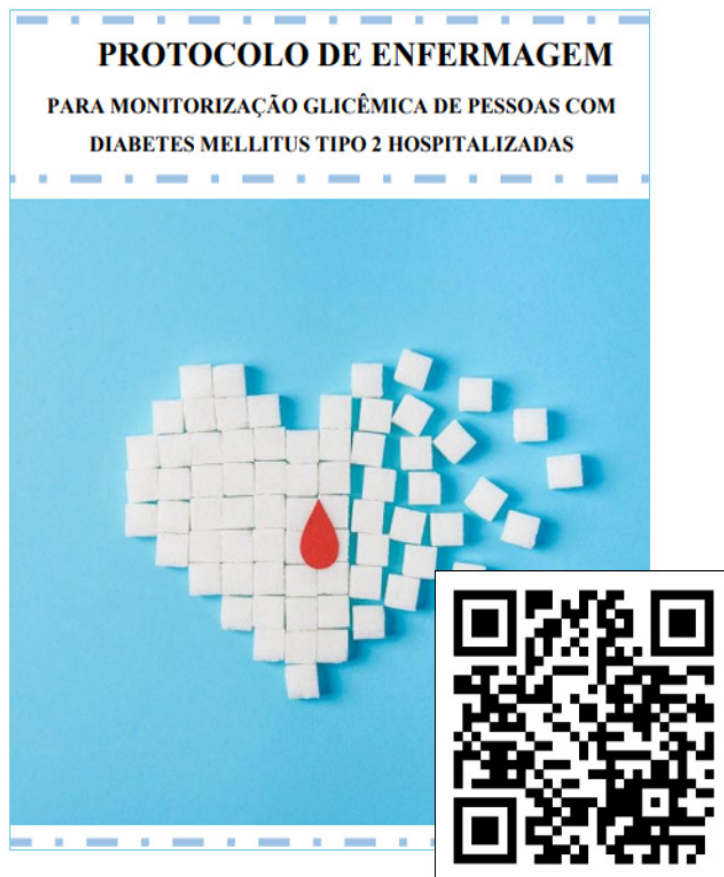 PROTOCOLO DE ENFERMAGEM
PARA MONITORIZAÇÃO GLICÊMICA DE PESSOAS COM
DIABETES MELLITUS TIPO 2 HOSPITALIZADAS